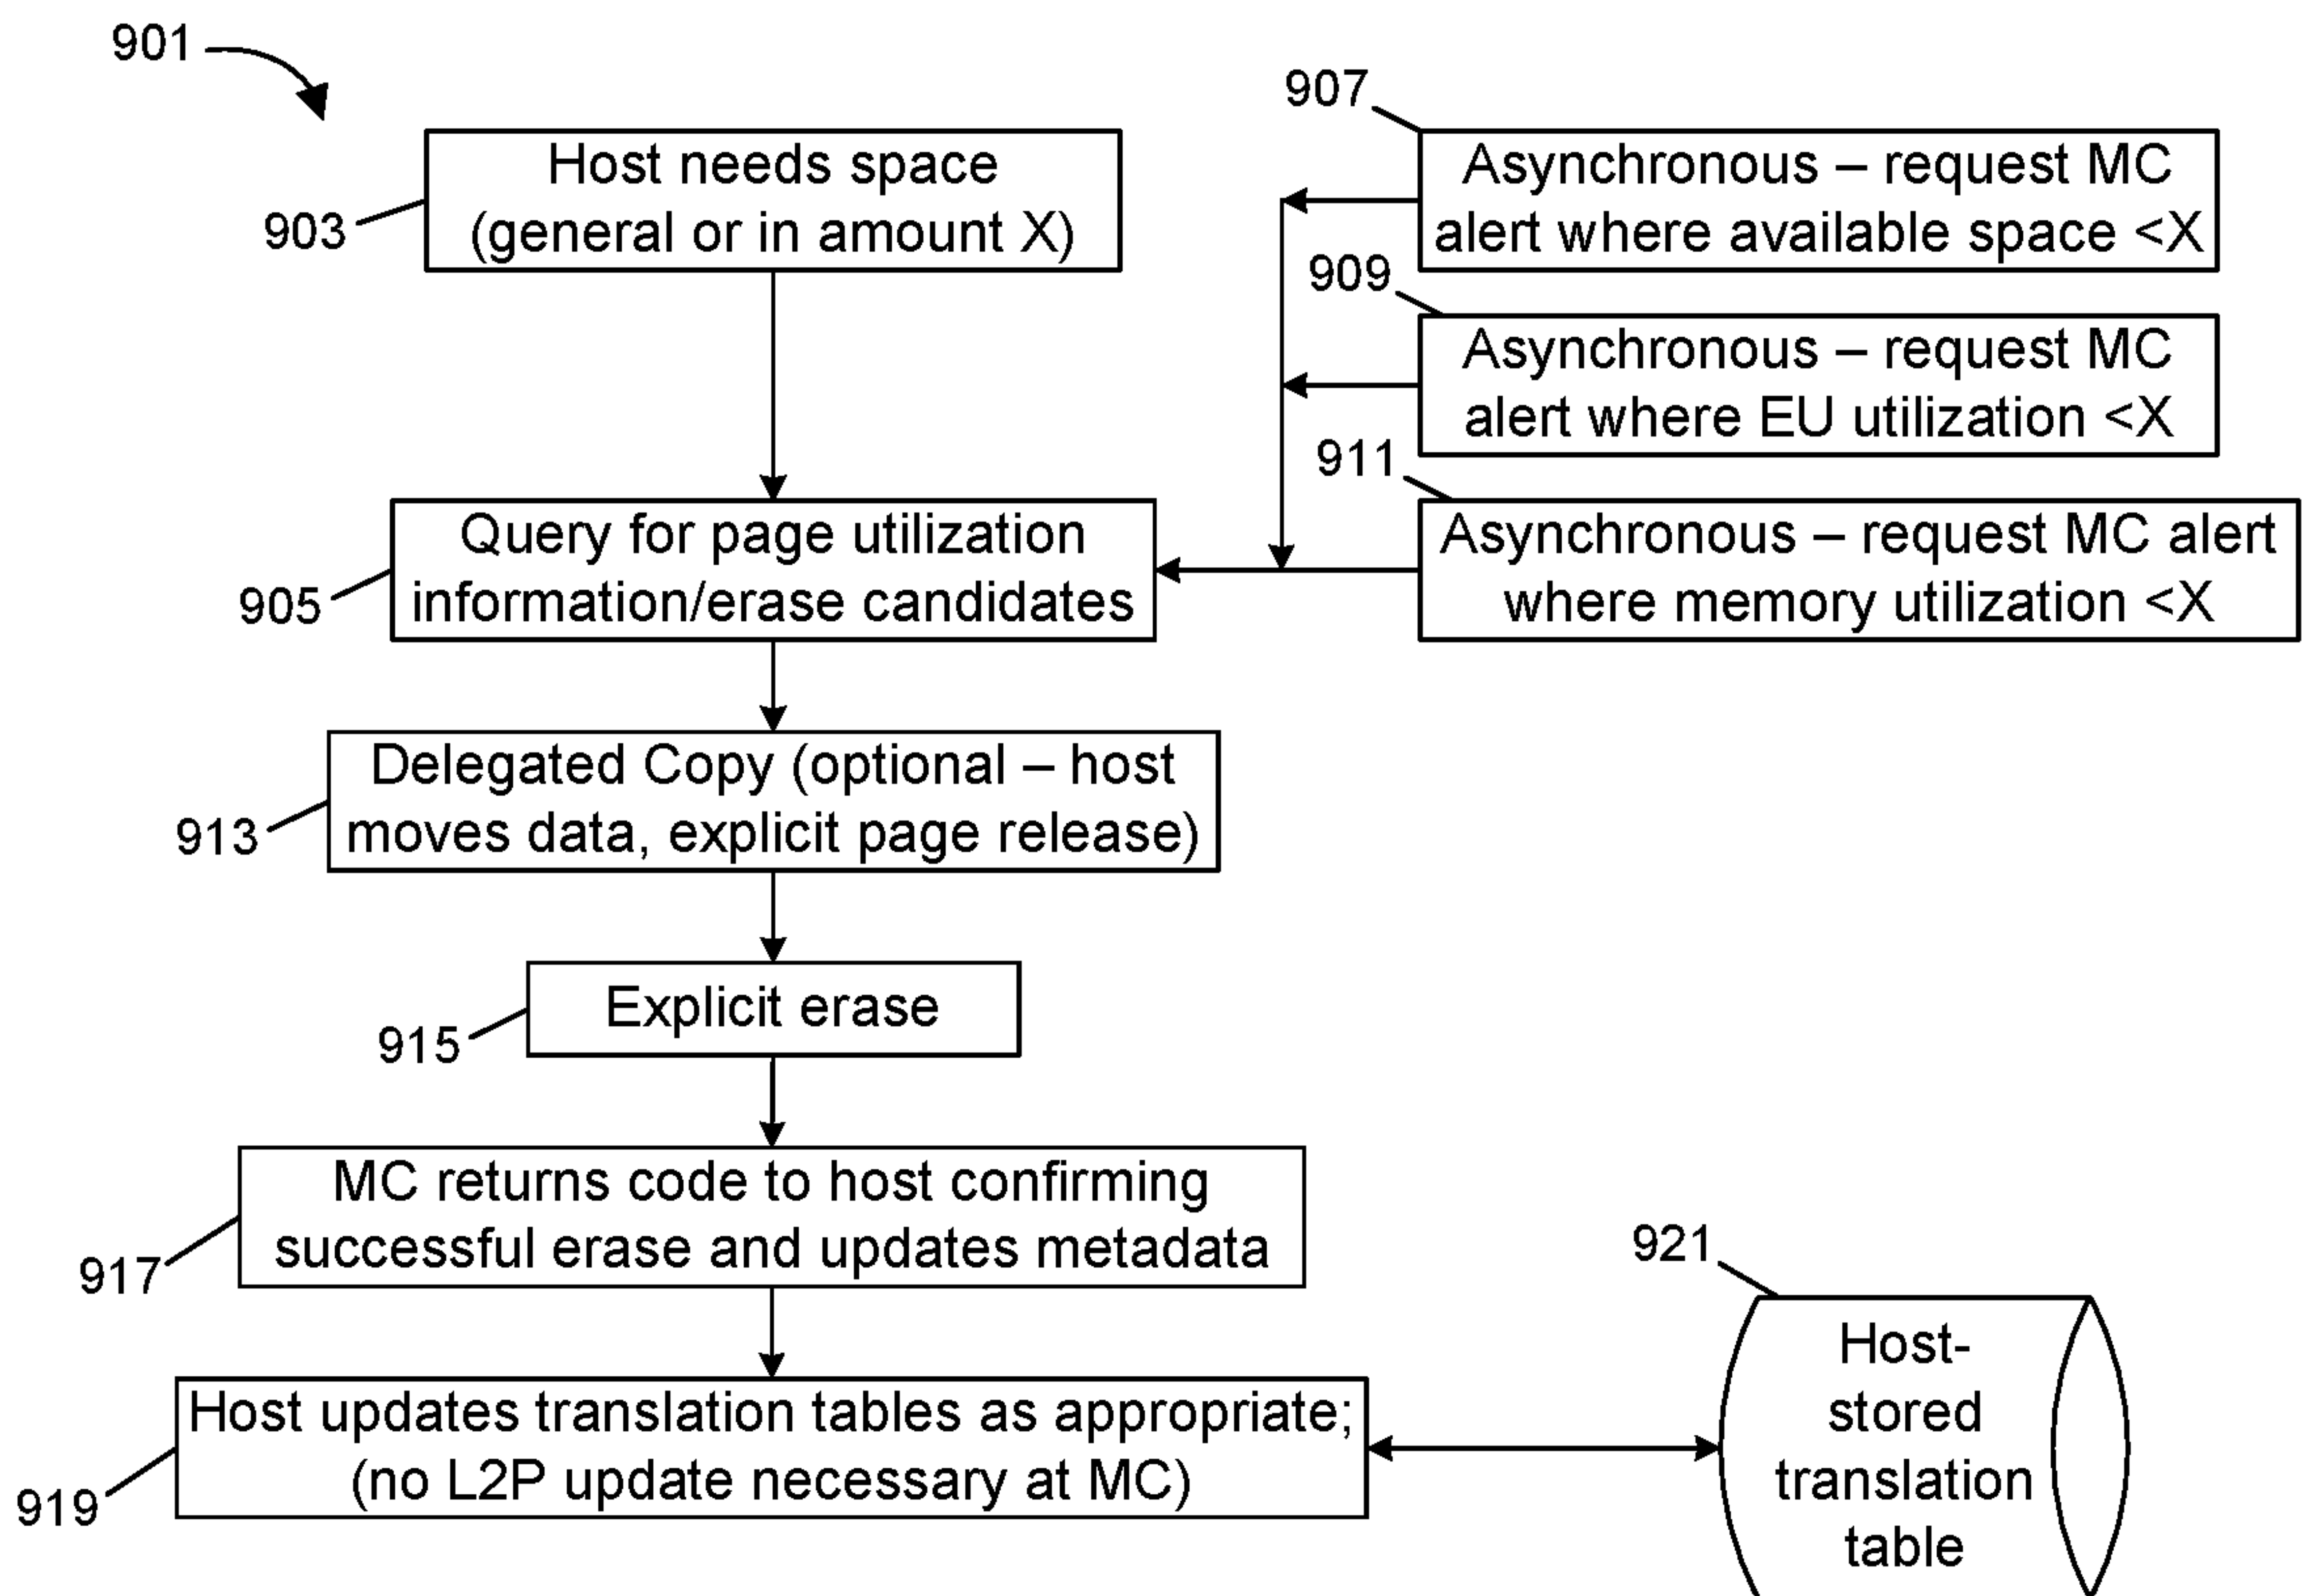 901
907
Host needs space
(general or in amount X)
903
Asynchronous – request MC
alert where available space <X
909
Asynchronous – request MC
alert where EU utilization <X
911
Query for page utilization
information/erase candidates
905
Asynchronous – request MC alert
where memory utilization <X
Delegated Copy (optional – host
moves data, explicit page release)
913
Explicit erase
915
MC returns code to host confirming
successful erase and updates metadata
917
921
Host updates translation tables as appropriate;
(no L2P update necessary at MC)
919
Host-
stored
translation
table